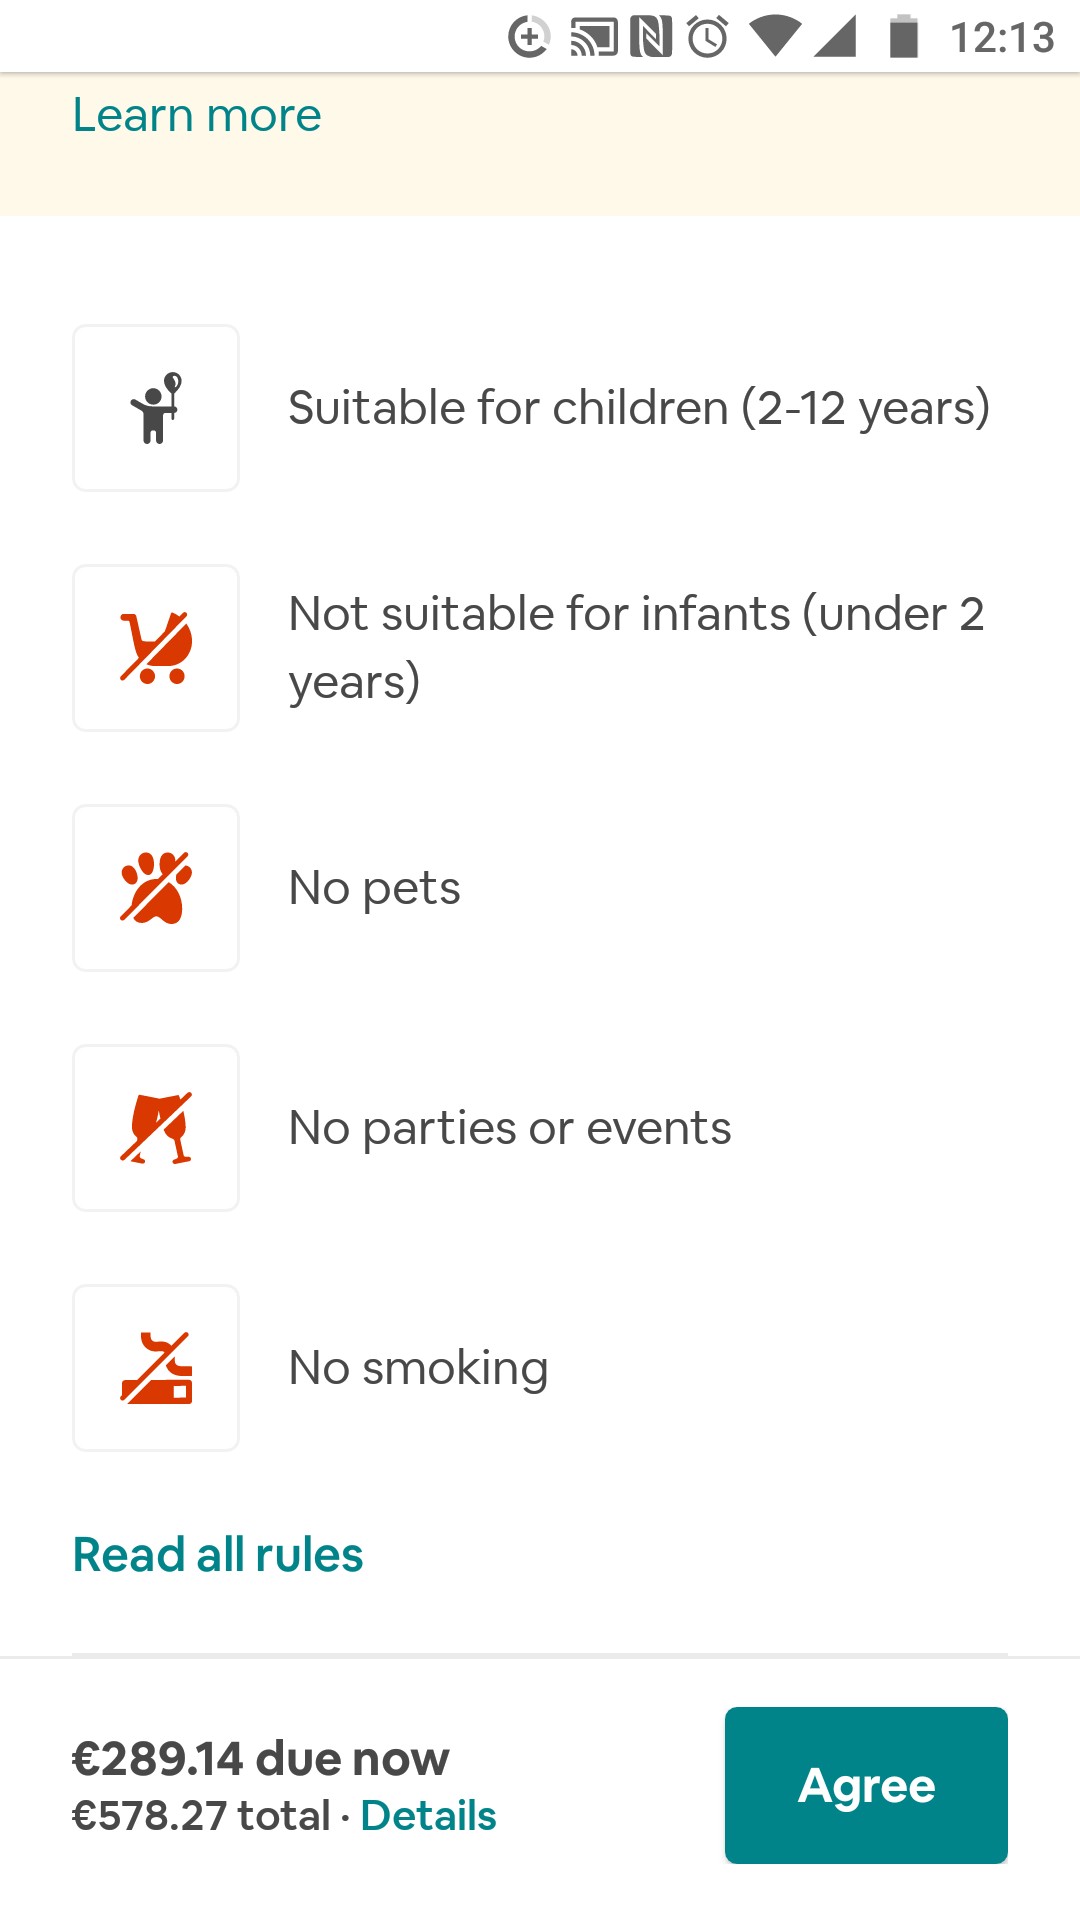 12:13
Learn more
Suitable for children (2-12 years)
Not suitable for infants (under 2
years)
No pets
No parties or events
No smoking
Read all rules
€289.14 due now
€578.27 total · Details
Agree